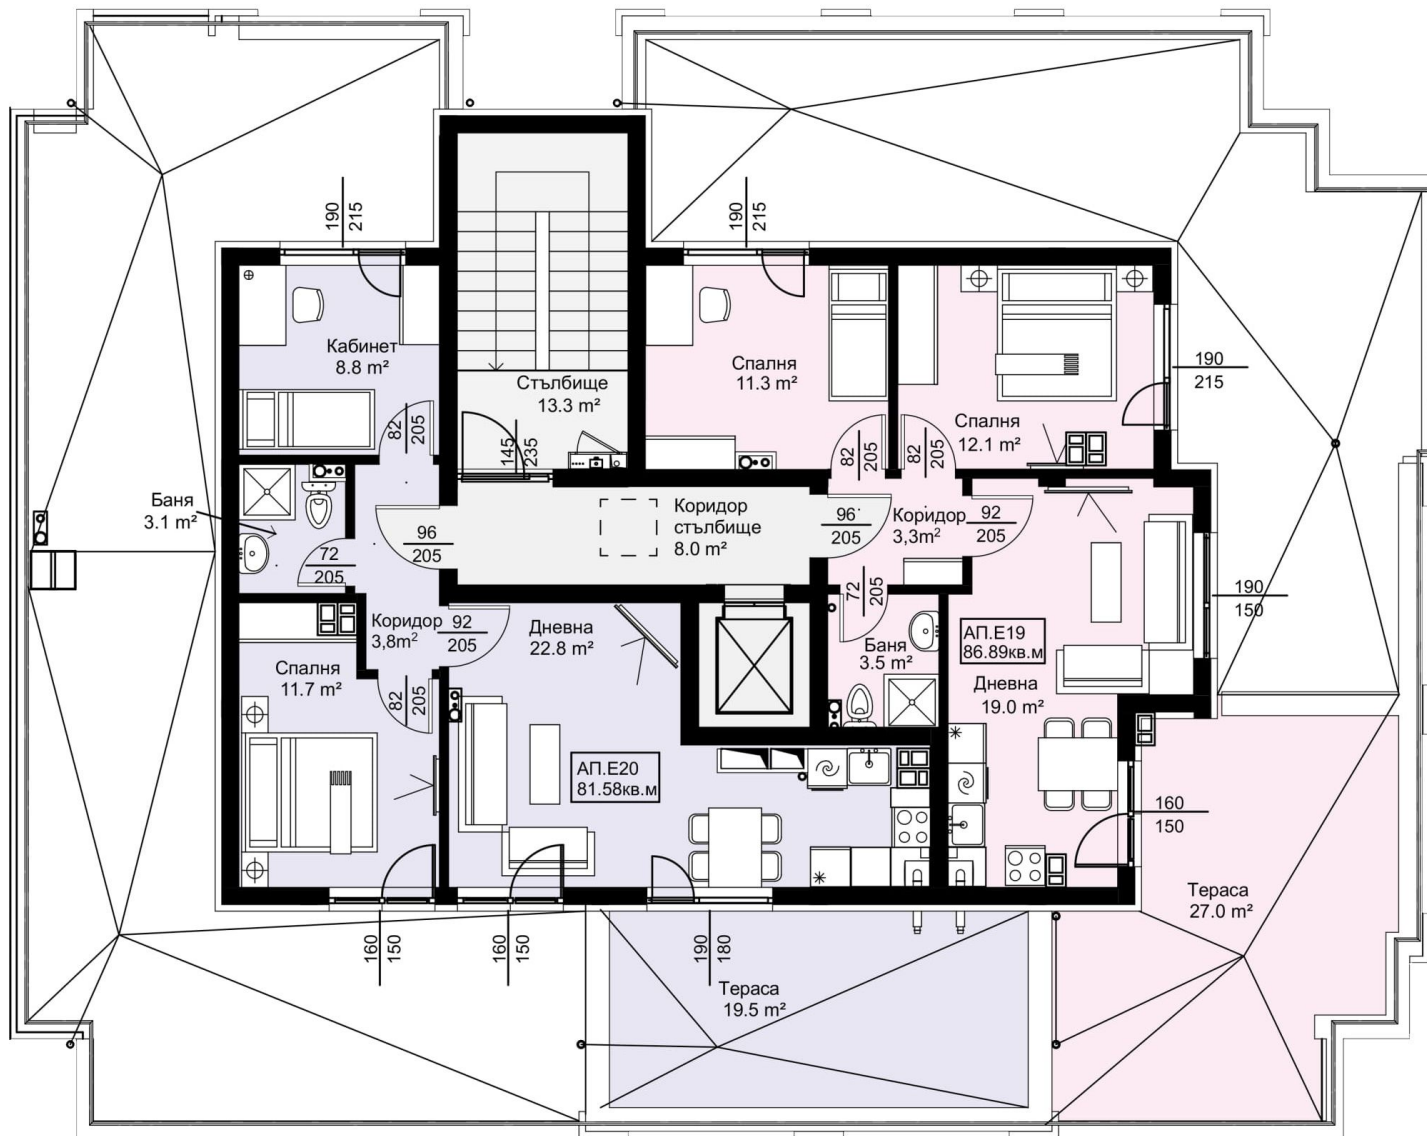 190
215
190
215
Кабинет
8.8 m²
Стълбище
13.3 m²
Спалня
11.3 m²
190
215
Спалня
12.1 m²
82
205
145
235
82
205
82
205
Баня
3.1 m²
96
205
Коридор
стълбище
8.0 m²
96
205
Коридор
3,3m²
92
205
72
205
72
205
190
150
Коридор
3,8m²
92
205
Дневна
22.8 m²
Баня
3.5 m²
АП.Е19
86.89кв.м
Дневна
19.0 m²
Спалня
11.7 m²
82
205
АП.Е20
81.58кв.м
160
150
Тераса
27.0 m²
160
150
160
150
190
180
Тераса
19.5 m²